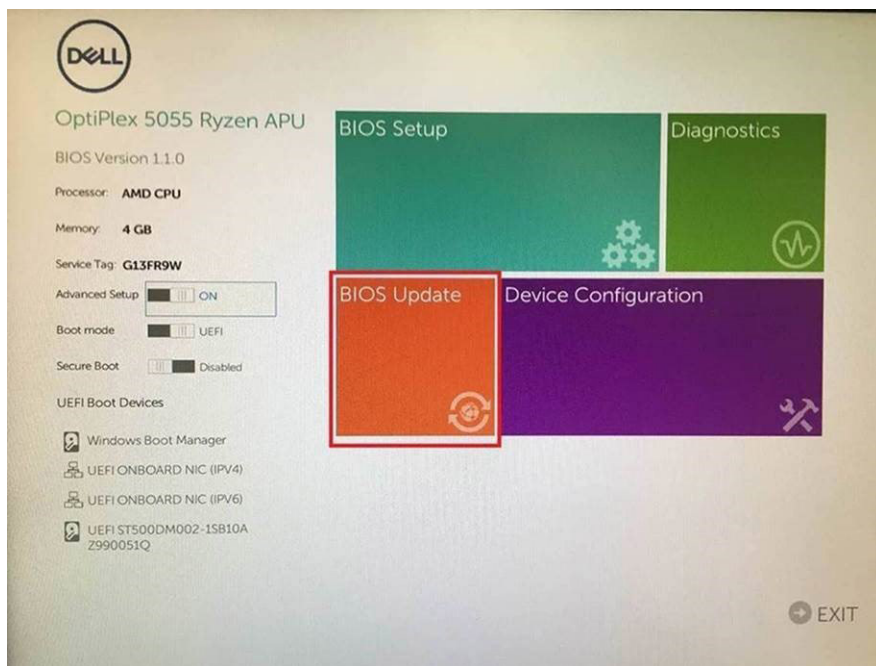 DELL
OptiPlex 5055 Ryzen APU
BIOS Version 1.1.0
Processor: AMD CPU
Memory: 4 GB
Service Tag: G13FR9W
Advanced Setup ON
Boot mode UEFI
Secure Boot Disabled
UEFI Boot Devices
Windows Boot Manager
UEFI ONBOARD NIC (IPV4)
UEFI ONBOARD NIC (IPV6)
UEFI ST500DM002-1SB10A
Z990051Q
BIOS Setup
Diagnostics
BIOS Update
Device Configuration
EXIT